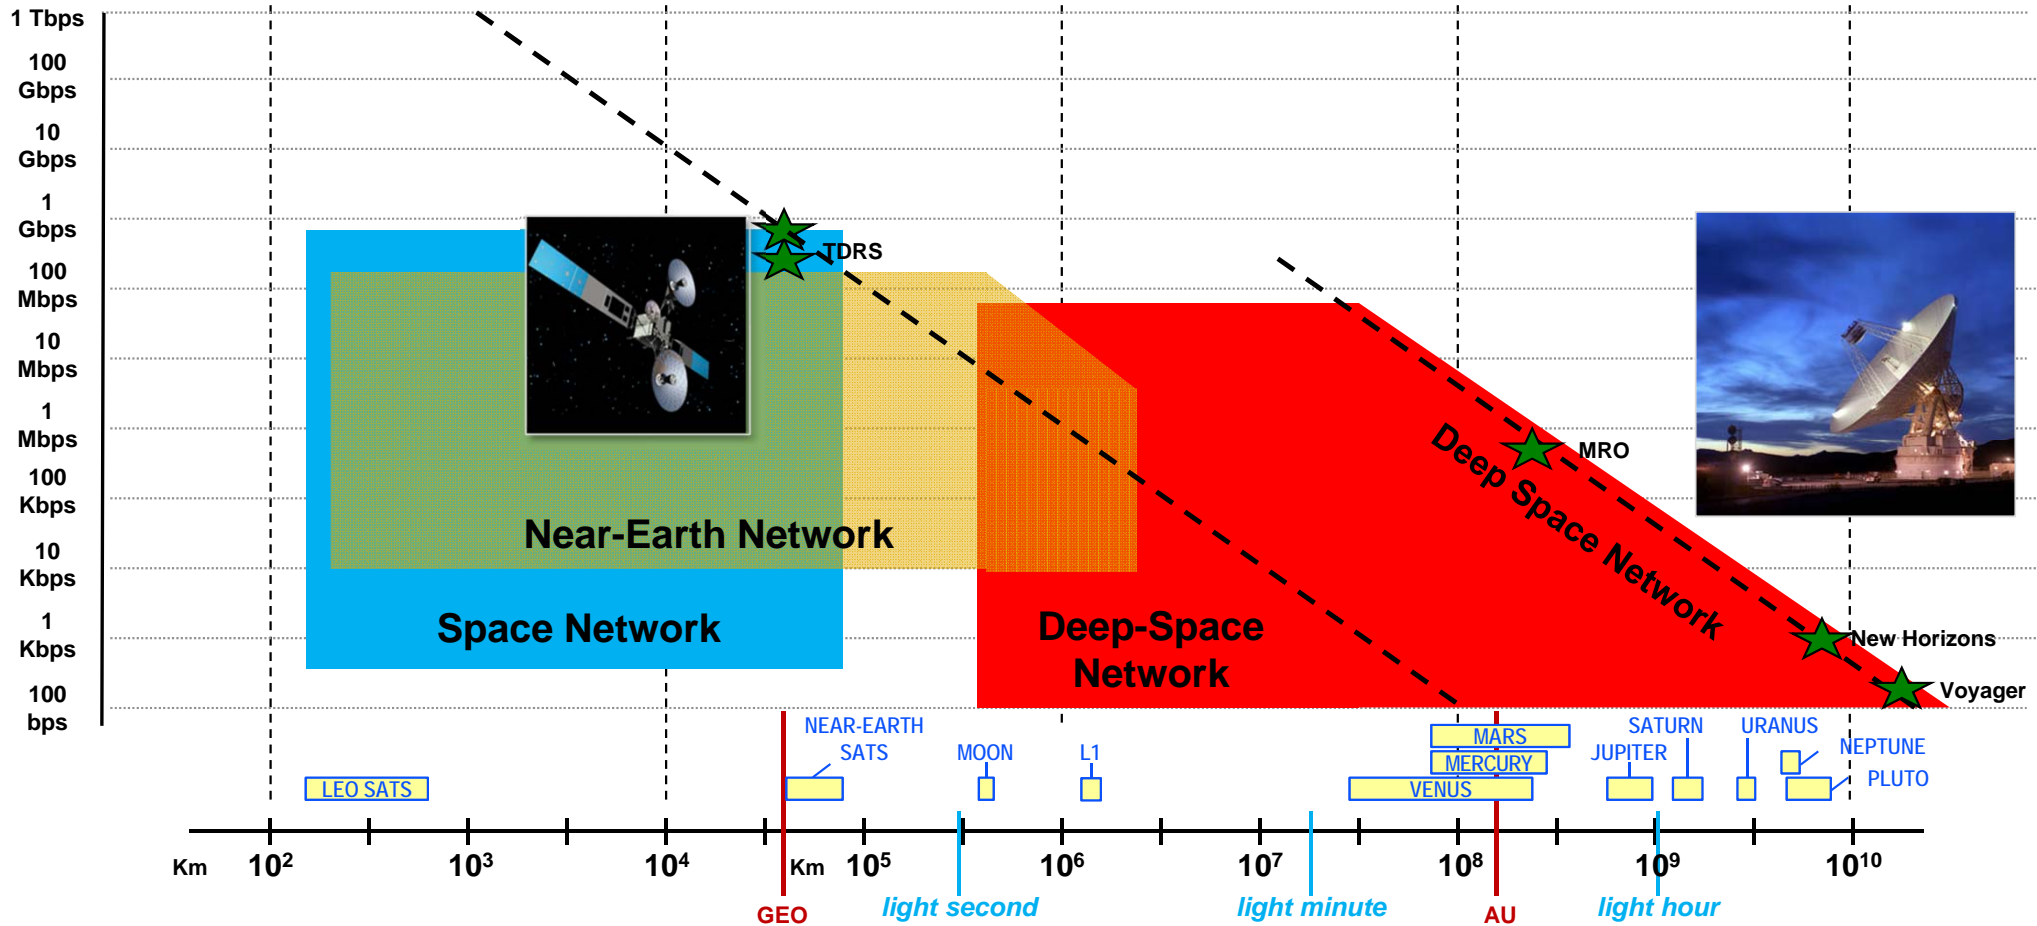 1 Tbps
100
Gbps
10
Gbps
1
Gbps
100
Mbps
10
Mbps
1
Mbps
100
Kbps
10
Kbps
1
Kbps
100
bps
TDRS
MRO
New Horizons
Voyager
Near-Earth Network
Space Network
Deep-Space
Network
Deep Space Network
NEAR-EARTH
SATS
LEO SATS
MOON
L1
MARS
MERCURY
VENUS
JUPITER
SATURN
URANUS
NEPTUNE
PLUTO
Km 10² 10³ 10⁴ Km 10⁵ 10⁶ 10⁷ 10⁸ 10⁹ 10¹⁰
GEO
light second
light minute
AU
light hour